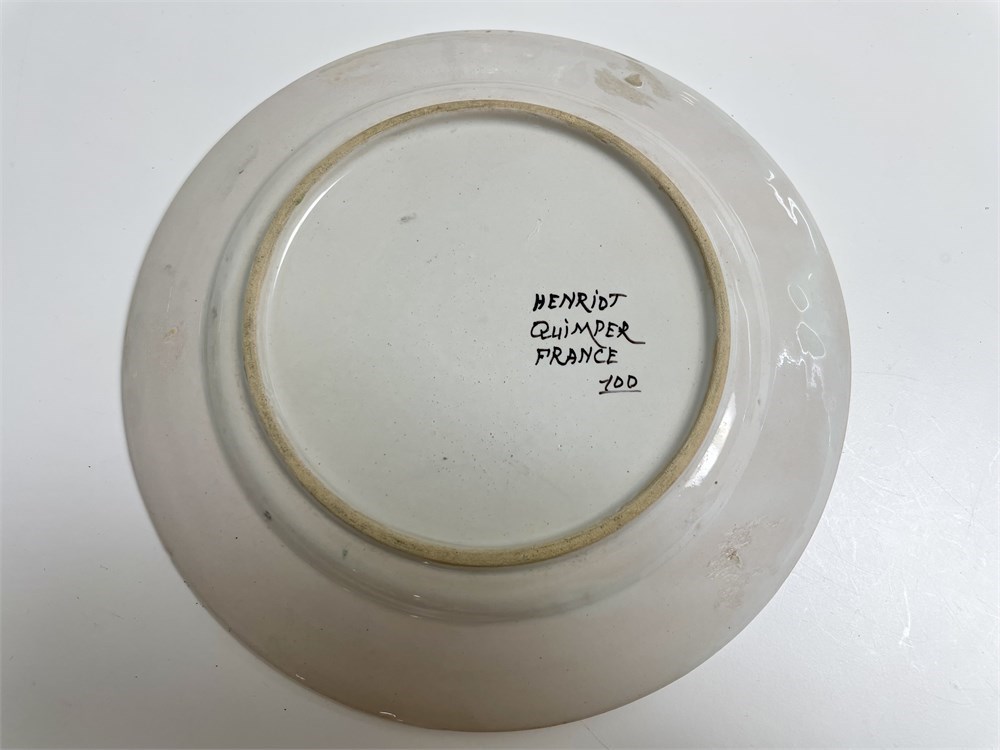 HENRiOT
QUiMPER
FRANCE
100